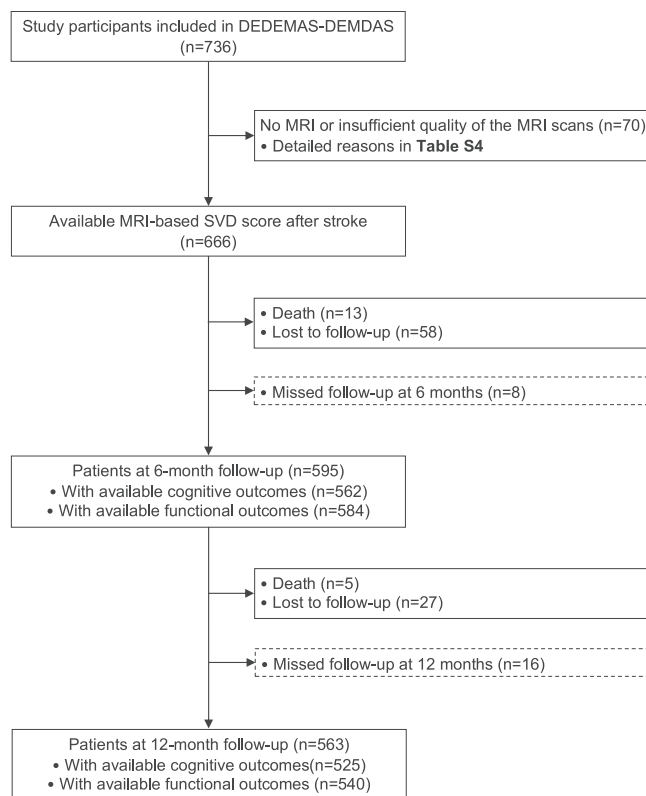 Study participants included in DEDEMAS-DEMDAS
(n=736)
No MRI or insufficient quality of the MRI scans (n=70)
• Detailed reasons in Table S4
Available MRI-based SVD score after stroke
(n=666)
• Death (n=13)
• Lost to follow-up (n=58)
• Missed follow-up at 6 months (n=8)
Patients at 6-month follow-up (n=595)
• With available cognitive outcomes (n=562)
• With available functional outcomes (n=584)
• Death (n=5)
• Lost to follow-up (n=27)
• Missed follow-up at 12 months (n=16)
Patients at 12-month follow-up (n=563)
• With available cognitive outcomes(n=525)
• With available functional outcomes (n=540)